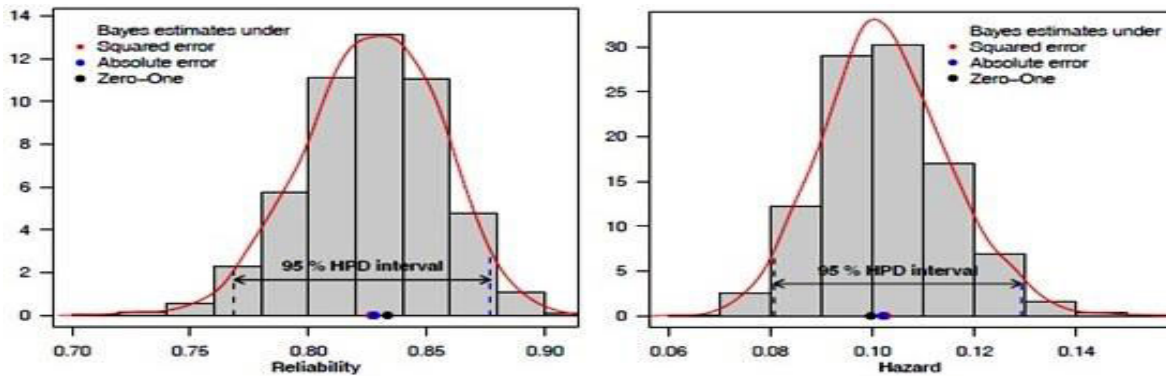 14
12
10
8
6
4
2
0
Bayes estimates under
Squared error
Absolute error
Zero–One
95 % HPD interval
0.70 0.75 0.80 0.85 0.90
Reliability
30
25
20
15
10
5
0
Bayes estimates under
Squared error
Absolute error
Zero–One
95 % HPD interval
0.06 0.08 0.10 0.12 0.14
Hazard